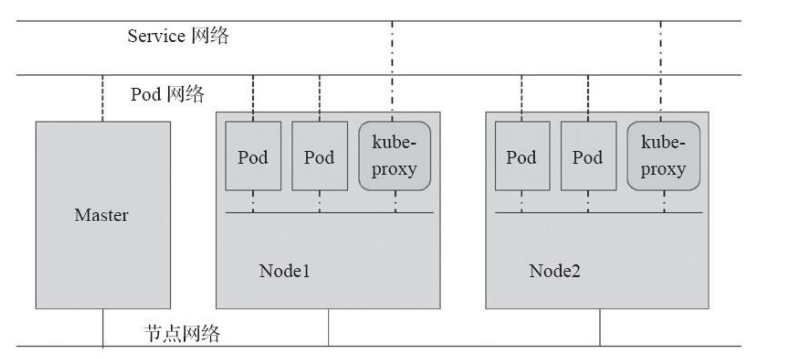 Service 网络
Pod 网络
Master
Pod
Pod
kube-
proxy
Node1
Pod
Pod
kube-
proxy
Node2
节点网络